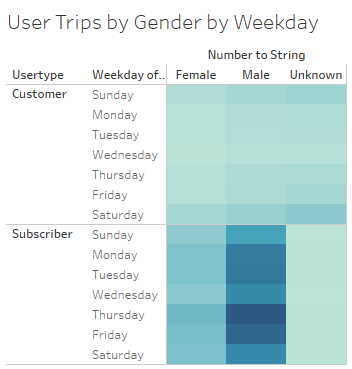 User Trips by Gender by Weekday
Number to String
Usertype Weekday of.. Female Male Unknown
Customer Sunday
Monday
Tuesday
Wednesday
Thursday
Friday
Saturday
Subscriber Sunday
Monday
Tuesday
Wednesday
Thursday
Friday
Saturday